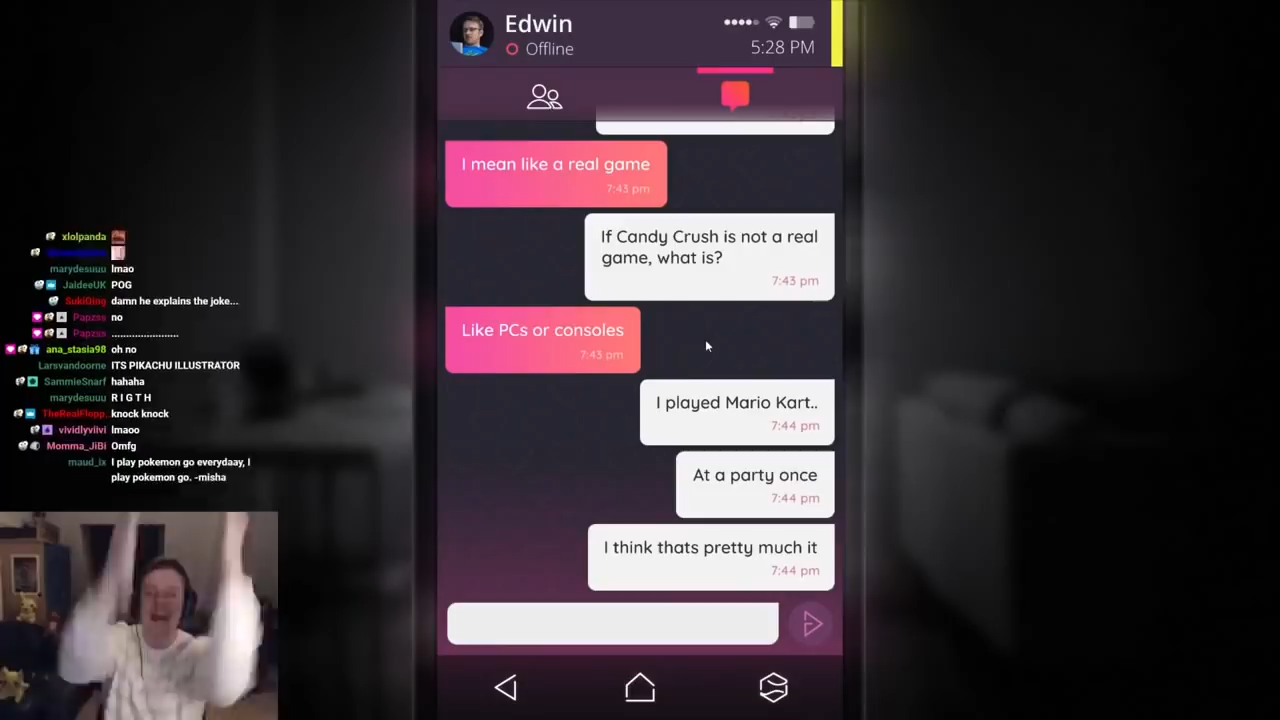 Edwin
Offline
5:28 PM
I mean like a real game
7:43 pm
If Candy Crush is not a real
game, what is?
7:43 pm
Like PCs or consoles
7:43 pm
I played Mario Kart..
7:44 pm
At a party once
7:44 pm
I think thats pretty much it
7:44 pm
xlolpanda
marydesuuu lmao
JaideeUK POG
SukiQing damn he explains the joke...
Papzss no
Papzss ........................
ana_stasia98 oh no
Larsvandoorne ITS PIKACHU ILLUSTRATOR
SammieSnarf hahaha
marydesuuu R I G T H
TheRealFlopp.. knock knock
vividlyviivi lmaoo
Momma_JiBi Omfg
maud_ix I play pokemon go everydaay, I
play pokemon go. -misha